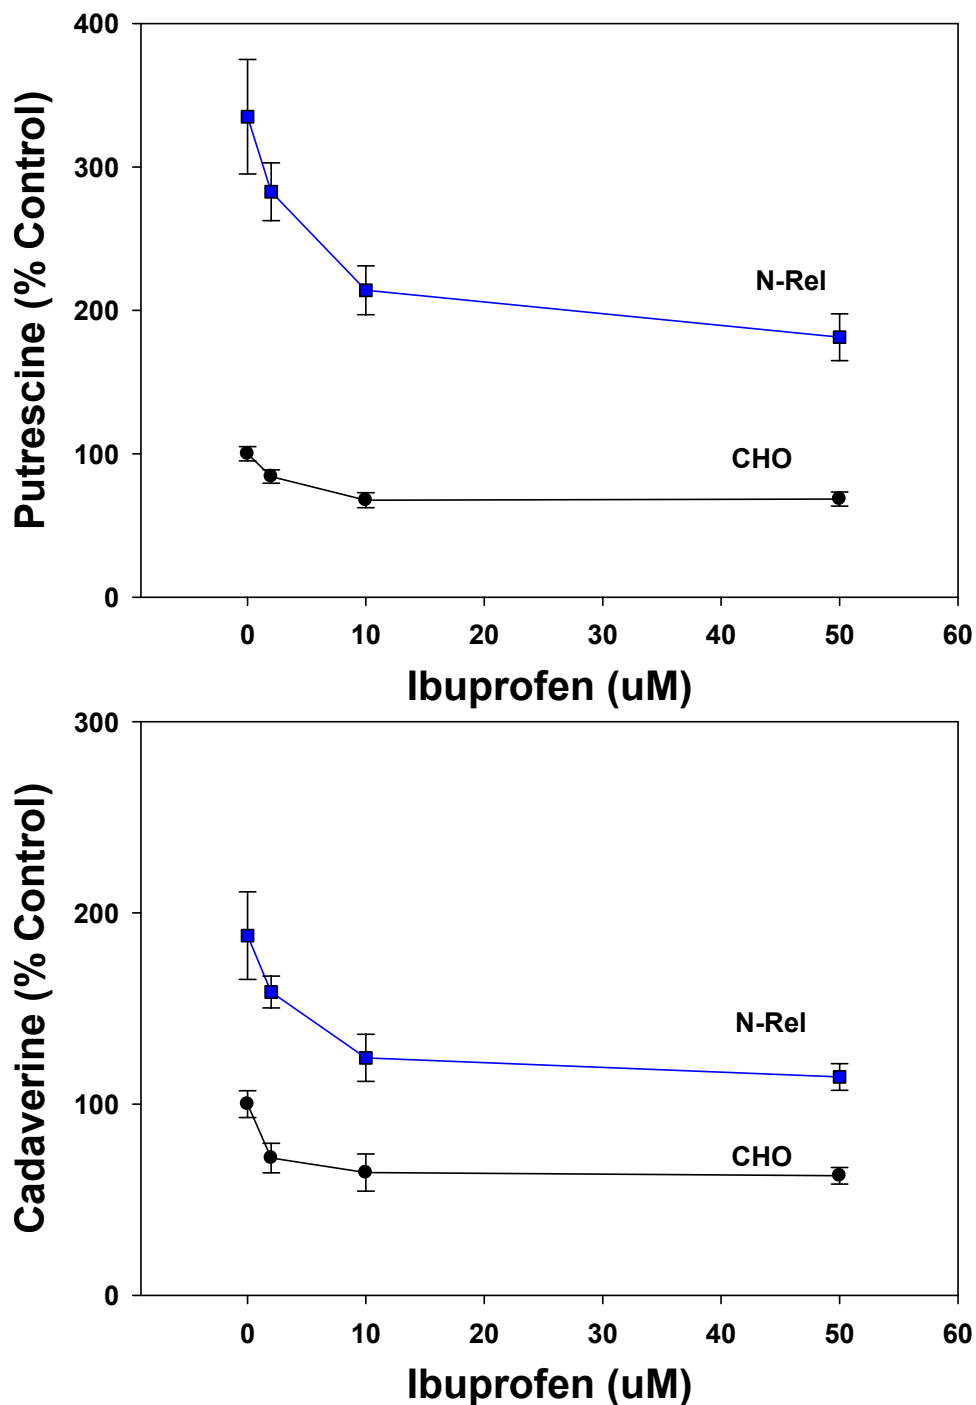 400
300
200
100
0
Putrescine (% Control)
N-Rel
CHO
0 10 20 30 40 50 60
Ibuprofen (uM)
300
200
100
0
Cadaverine (% Control)
N-Rel
CHO
0 10 20 30 40 50 60
Ibuprofen (uM)